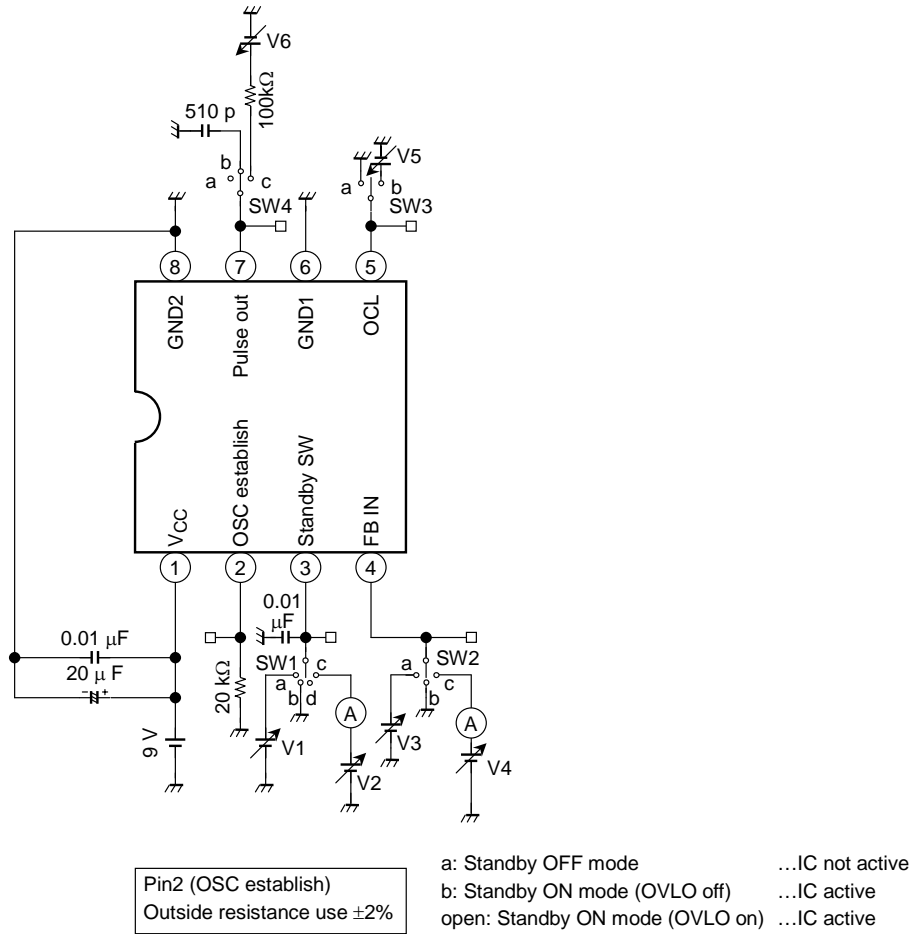 V6
100kΩ
510 p
b
a
c
SW4
V5
a
b
SW3
8
7
6
5
GND2
Pulse out
GND1
OCL
VCC
OSC establish
Standby SW
FB IN
1
2
3
4
0.01
μF
0.01 μF
20 μ F
- +
9 V
20 kΩ
SW1
a
b
d
c
V1
A
V2
SW2
a
b
c
V3
A
V4
Pin2 (OSC establish)
Outside resistance use ±2%
a: Standby OFF mode …IC not active
b: Standby ON mode (OVLO off) …IC active
open: Standby ON mode (OVLO on) …IC active